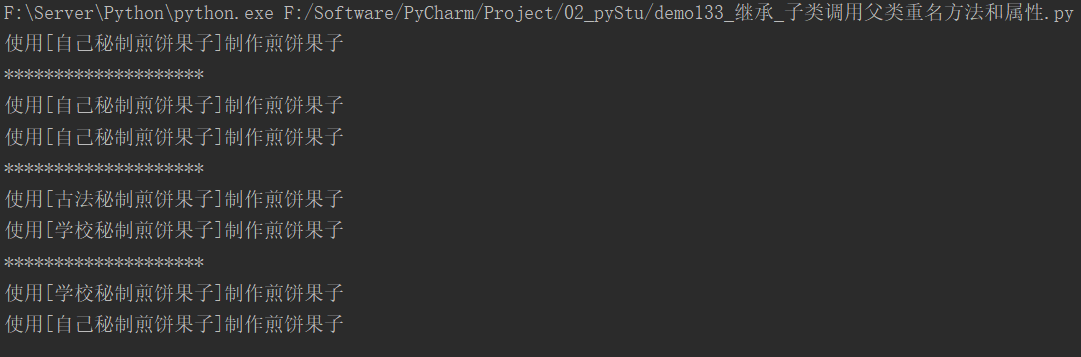 F:\Server\Python\python.exe F:/Software/PyCharm/Project/02_pyStu/demo133_继承_子类调用父类重名方法和属性.py
使用[自己秘制煎饼果子]制作煎饼果子
********************
使用[自己秘制煎饼果子]制作煎饼果子
使用[自己秘制煎饼果子]制作煎饼果子
********************
使用[古法秘制煎饼果子]制作煎饼果子
使用[学校秘制煎饼果子]制作煎饼果子
********************
使用[学校秘制煎饼果子]制作煎饼果子
使用[自己秘制煎饼果子]制作煎饼果子